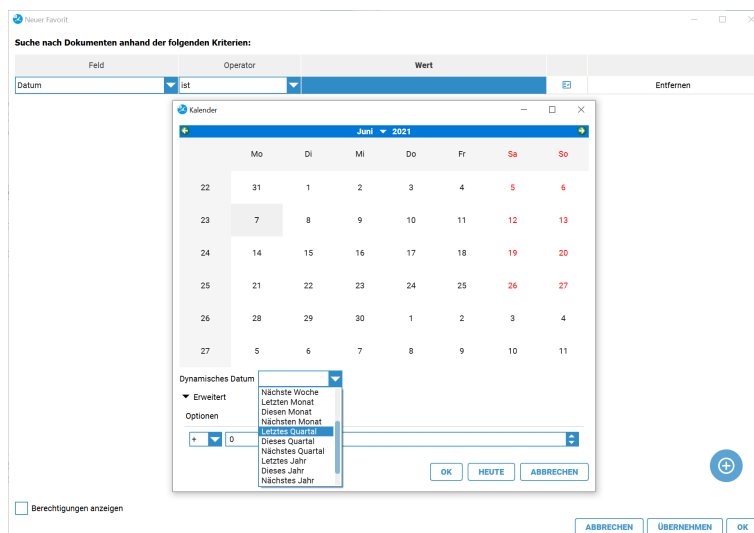 Neuer Favorit
Suche nach Dokumenten anhand der folgenden Kriterien:
Feld Operator Wert
Datum ist Entfernen
Kalender
Juni 2021
Mo Di Mi Do Fr Sa So
22 31 1 2 3 4 5 6
23 7 8 9 10 11 12 13
24 14 15 16 17 18 19 20
25 21 22 23 24 25 26 27
26 28 29 30 1 2 3 4
27 5 6 7 8 9 10 11
Dynamisches Datum
Erweitert
Optionen
+ 0
Nächste Woche
Letzten Monat
Diesen Monat
Nächsten Monat
Letztes Quartal
Dieses Quartal
Nächstes Quartal
Letztes Jahr
Dieses Jahr
Nächstes Jahr
OK HEUTE ABBRECHEN
Berechtigungen anzeigen
ABBRECHEN ÜBERNEHMEN OK